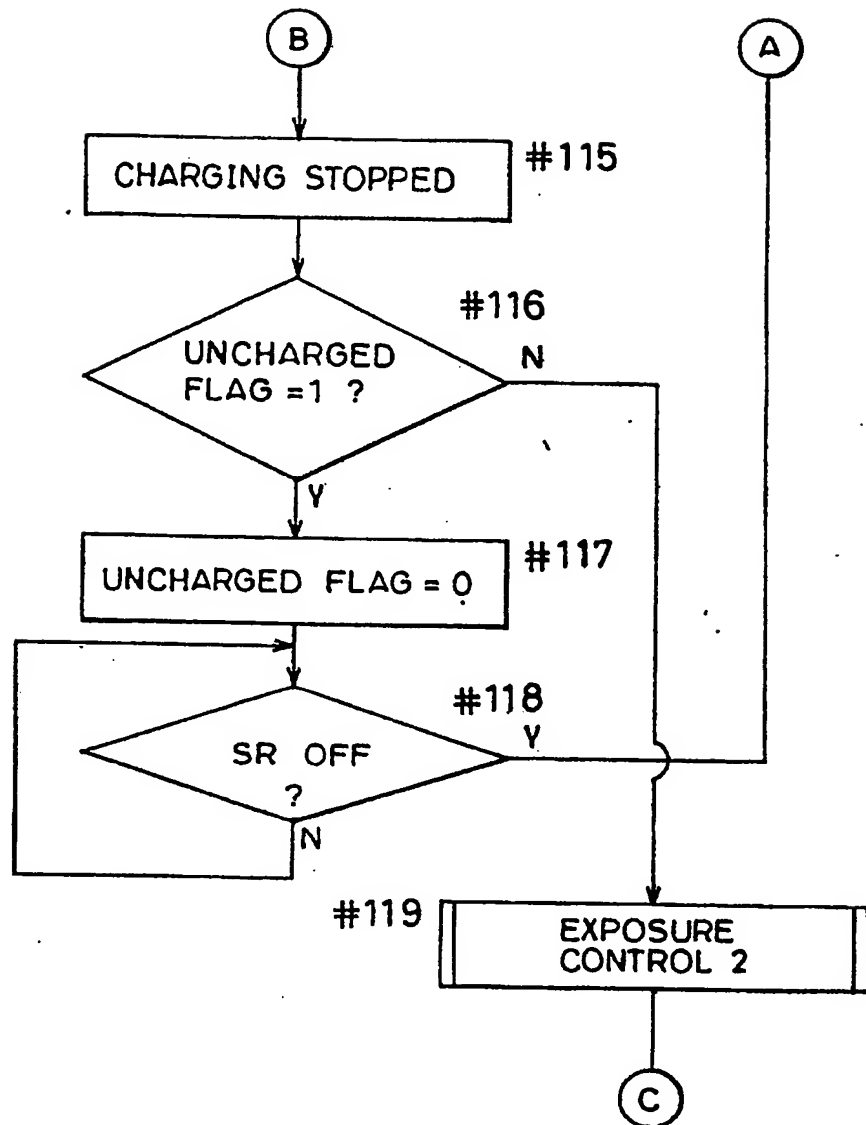 B
A
CHARGING STOPPED
#115
#116
UNCHARGED
FLAG =1 ?
N
Y
UNCHARGED FLAG = 0
#117
#118
Y
SR OFF
?
N
#119
EXPOSURE
CONTROL 2
C